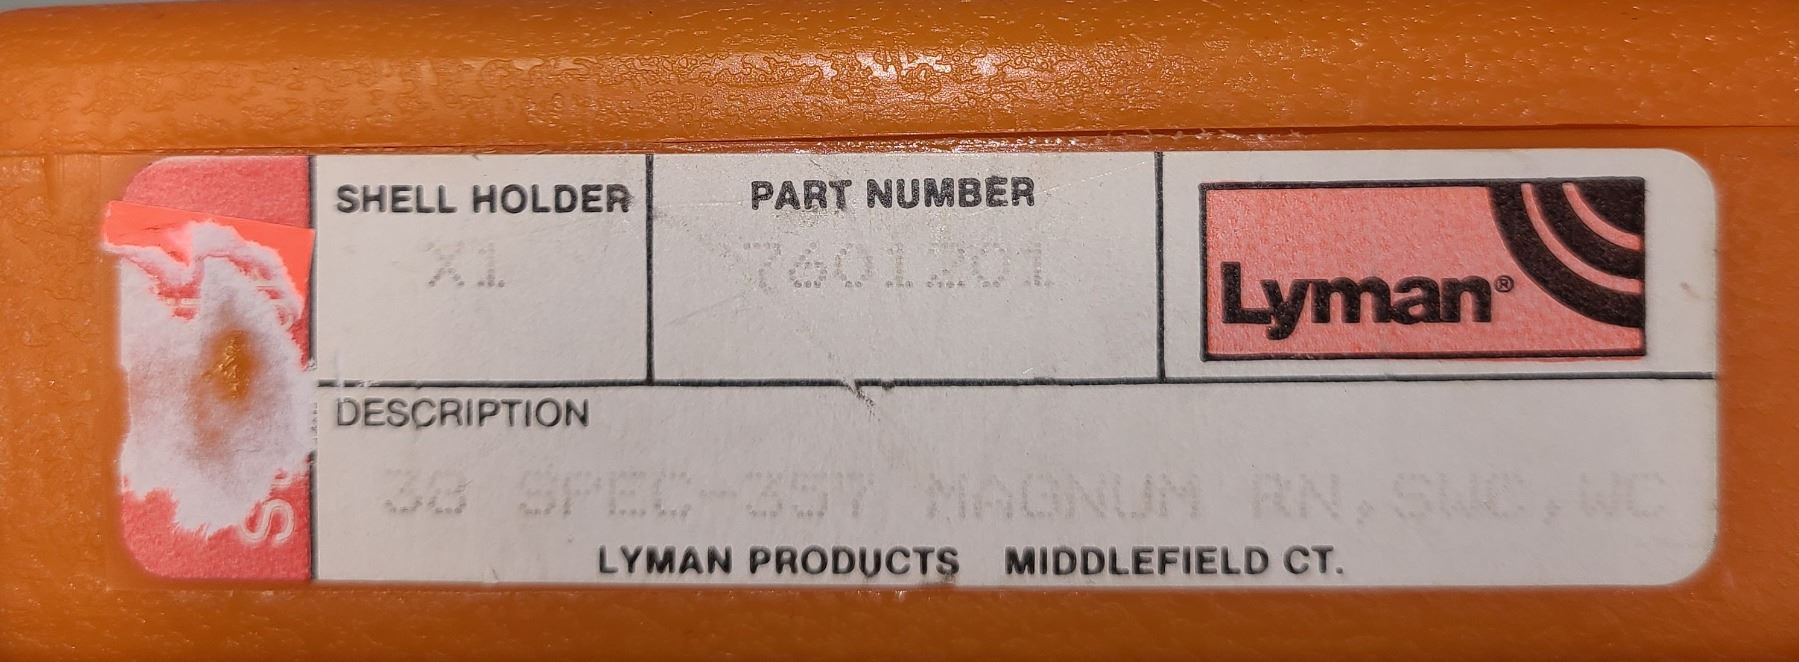 SHELL HOLDER
X1
PART NUMBER
7601201
Lyman®
DESCRIPTION
38 SPEC-357 MAGNUM RN,SWC,WC
LYMAN PRODUCTS MIDDLEFIELD CT.
S